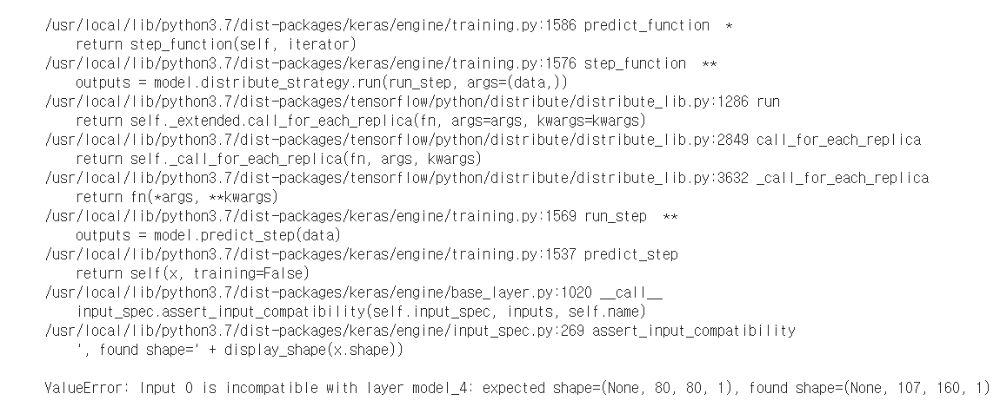 /usr/local/lib/python3.7/dist-packages/keras/engine/training.py:1586 predict_function  *
    return step_function(self, iterator)
/usr/local/lib/python3.7/dist-packages/keras/engine/training.py:1576 step_function  **
    outputs = model.distribute_strategy.run(run_step, args=(data,))
/usr/local/lib/python3.7/dist-packages/tensorflow/python/distribute/distribute_lib.py:1286 run
    return self._extended.call_for_each_replica(fn, args=args, kwargs=kwargs)
/usr/local/lib/python3.7/dist-packages/tensorflow/python/distribute/distribute_lib.py:2849 call_for_each_replica
    return self._call_for_each_replica(fn, args, kwargs)
/usr/local/lib/python3.7/dist-packages/tensorflow/python/distribute/distribute_lib.py:3632 _call_for_each_replica
    return fn(*args, **kwargs)
/usr/local/lib/python3.7/dist-packages/keras/engine/training.py:1569 run_step  **
    outputs = model.predict_step(data)
/usr/local/lib/python3.7/dist-packages/keras/engine/training.py:1537 predict_step
    return self(x, training=False)
/usr/local/lib/python3.7/dist-packages/keras/engine/base_layer.py:1020 __call__
    input_spec.assert_input_compatibility(self.input_spec, inputs, self.name)
/usr/local/lib/python3.7/dist-packages/keras/engine/input_spec.py:269 assert_input_compatibility
    ', found shape=' + display_shape(x.shape))
ValueError: Input 0 is incompatible with layer model_4: expected shape=(None, 80, 80, 1), found shape=(None, 107, 160, 1)